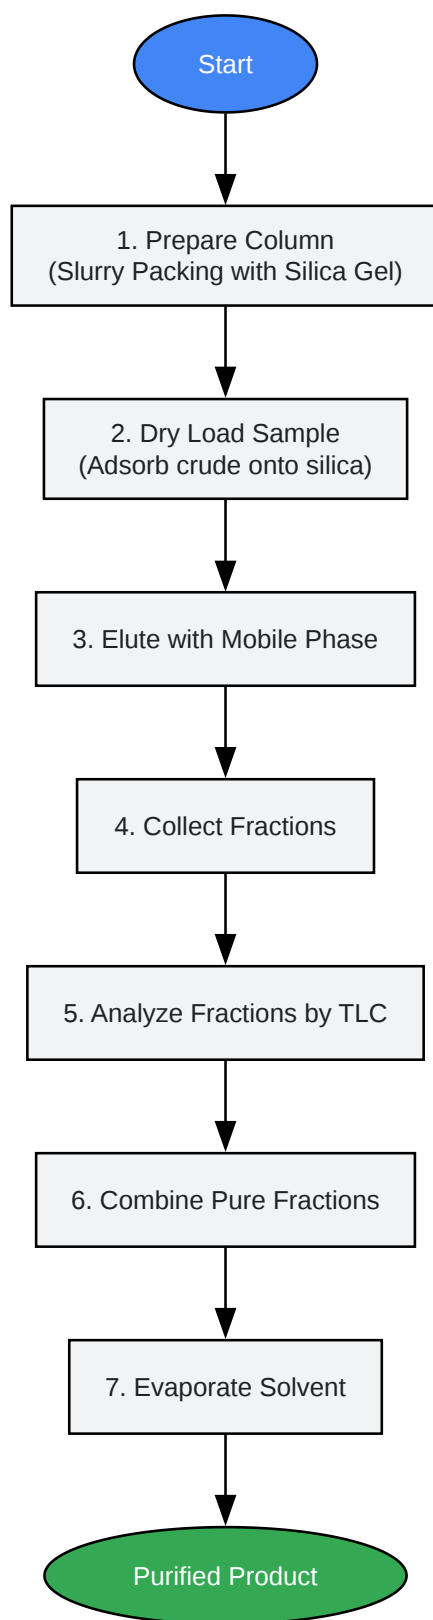 Start
1. Prepare Column
(Slurry Packing with Silica Gel)
2. Dry Load Sample
(Adsorb crude onto silica)
3. Elute with Mobile Phase
4. Collect Fractions
5. Analyze Fractions by TLC
6. Combine Pure Fractions
7. Evaporate Solvent
Purified Product